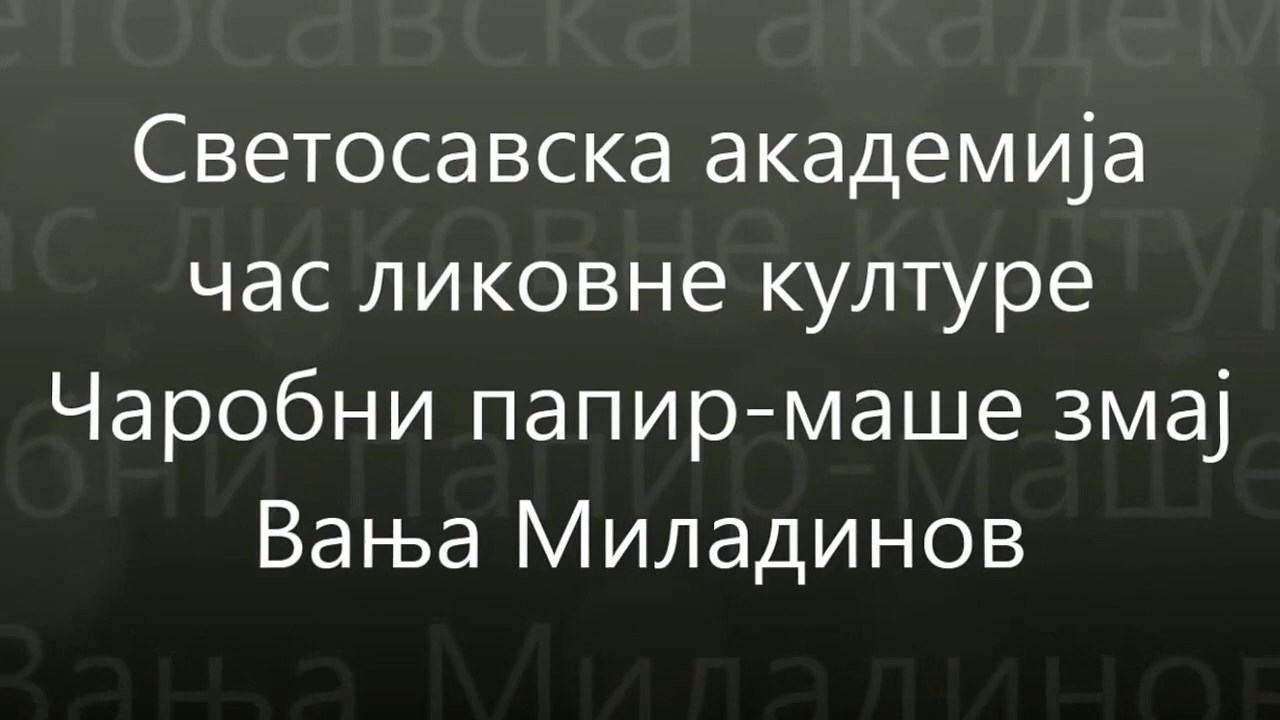 Светосавска академија
час ликовне културе
Чаробни папир-маше змај
Вања Миладинов